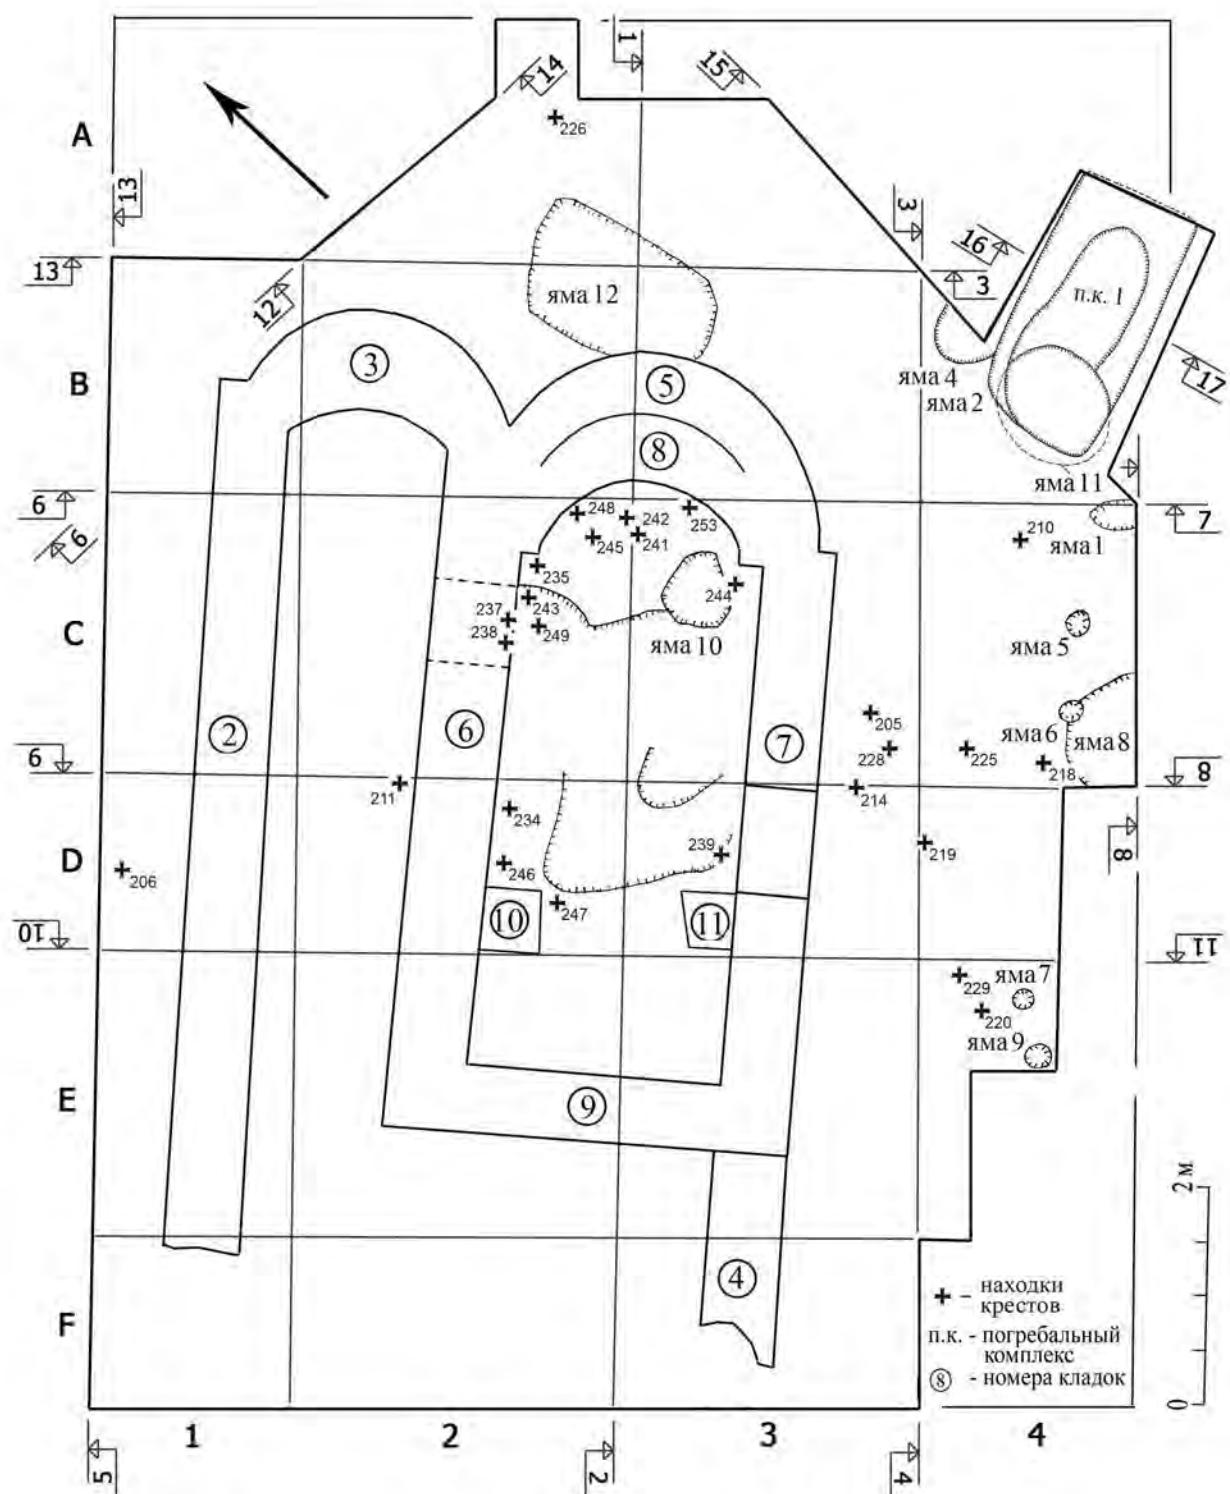 1
15
14
226
A
13
3
16
13
3
п.к. 1
12
яма 12
3
B
5
яма 4
17
яма 2
8
яма 11
6
248
242
253
210
7
6
245
241
яма 1
235
244
243
237
C
238
249
яма 10
яма 5
205
2
6
7
яма 6
яма 8
228
225
218
9
8
211
214
234
D
239
219
8
206
246
10
10
247
11
11
229
яма 7
220
яма 9
E
9
2 м
4
+ – находки
крестов
F
п.к. - погребальный
комплекс
⑧ - номера кладок
0
1
2
3
4
5
2
4